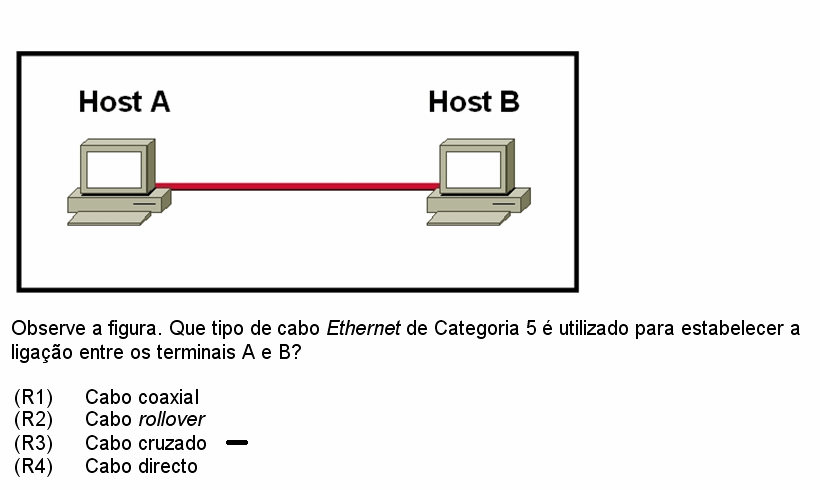 Host A Host B
Observe a figura. Que tipo de cabo Ethernet de Categoria 5 é utilizado para estabelecer a
ligação entre os terminais A e B?
(R1) Cabo coaxial
(R2) Cabo rollover
(R3) Cabo cruzado —
(R4) Cabo directo